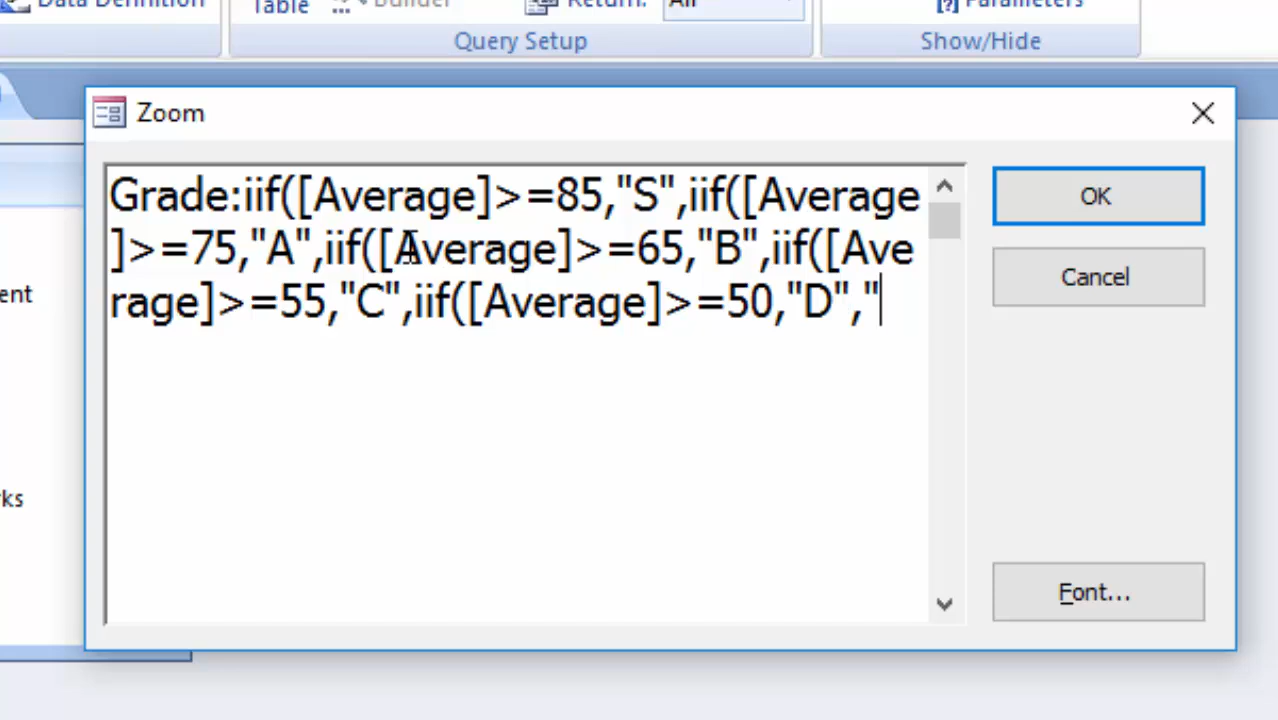 Data Definition
Table
Builder
Return:
All
Parameters
Query Setup
Show/Hide
Zoom
Grade:iif([Average]>=85,"S",iif([Average
]>=75,"A",iif([Average]>=65,"B",iif([Ave
rage]>=55,"C",iif([Average]>=50,"D","
OK
Cancel
Font...
ent
rks